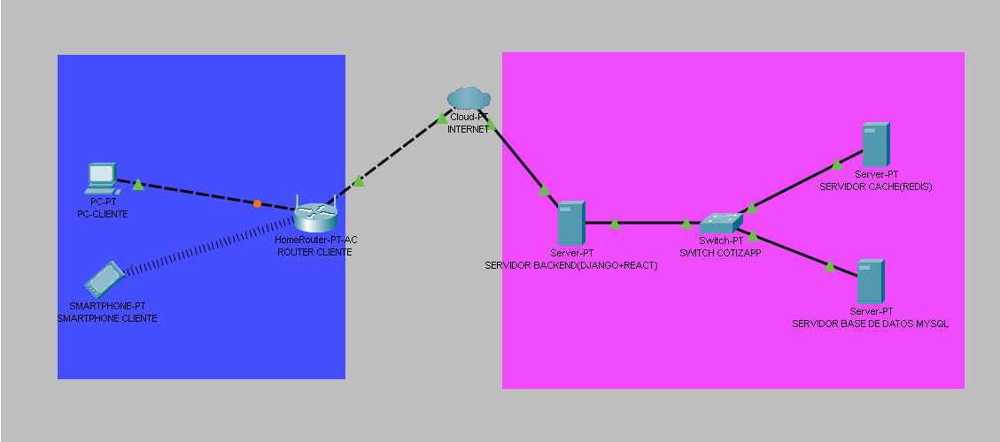 Cloud-PT
INTERNET
PC-PT
PC-CLIENTE
HomeRouter-PT-AC
ROUTER CLIENTE
SMARTPHONE-PT
SMARTPHONE CLIENTE
Server-PT
SERVIDOR BACKEND(DJANGO+REACT)
Switch-PT
SWITCH COTIZAPP
Server-PT
SERVIDOR CACHE(REDIS)
Server-PT
SERVIDOR BASE DE DATOS MYSQL